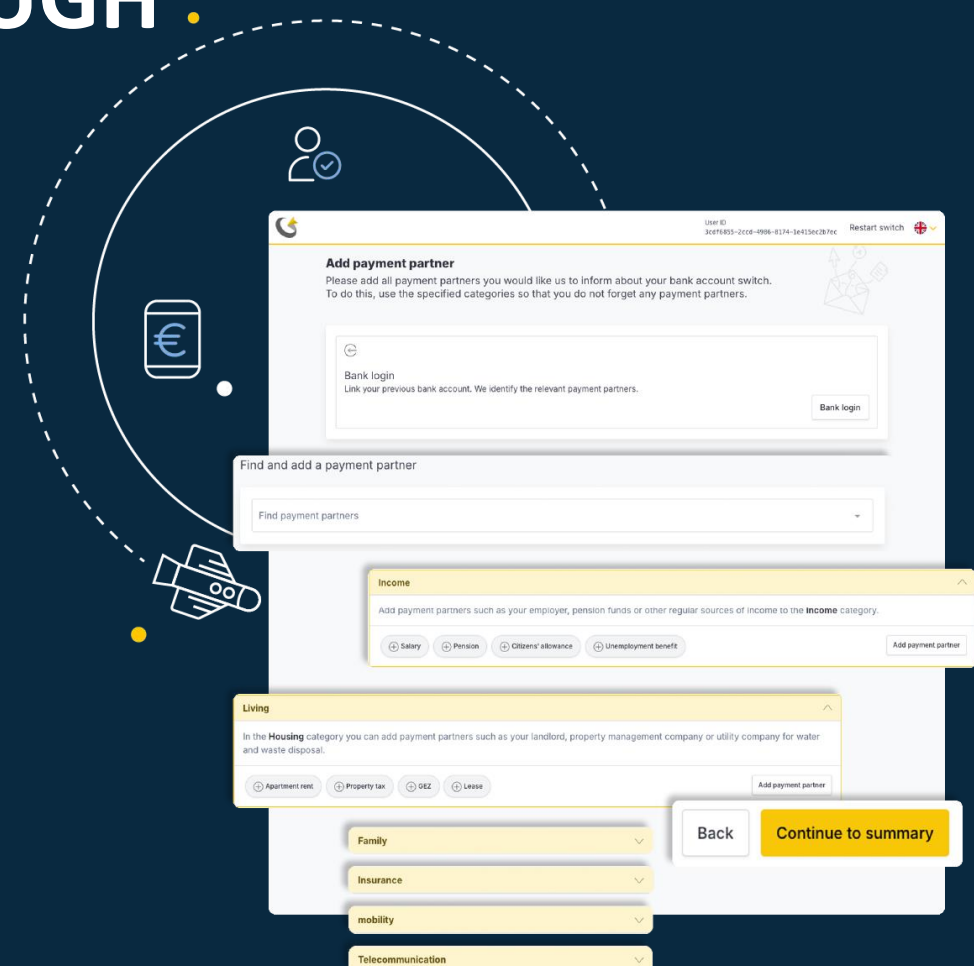 UGH
User ID
Restart switch
Add payment partner
Please add all payment partners you would like us to inform about your bank account switch.
To do this, use the specified categories so that you do not forget any payment partners.
Bank login
Link your previous bank account. We identify the relevant payment partners.
Bank login
Find and add a payment partner
Find payment partners
Income
Add payment partners such as your employer, pension funds or other regular sources of income to the Income category.
Salary Pension Citizens' allowance Unemployment benefit Add payment partner
Living
In the Housing category you can add payment partners such as your landlord, property management company or utility company for water
and waste disposal.
Apartment rent Property tax GEZ Lease Add payment partner
Back Continue to summary
Family
Insurance
mobility
Telecommunication